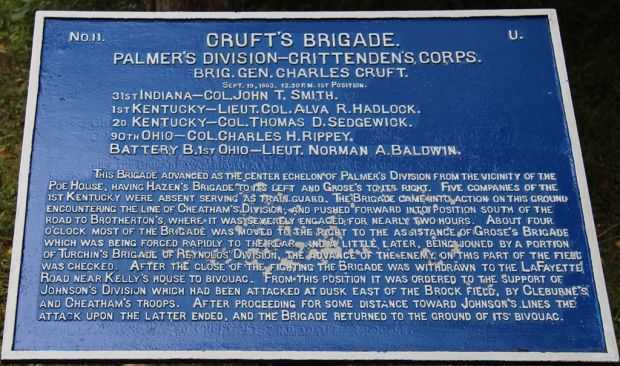 No. 11. CRUFT'S BRIGADE. U.
PALMER'S DIVISION—CRITTENDEN'S CORPS.
BRIG. GEN. CHARLES CRUFT.
SEPT. 19, 1863. 12.30 P.M. 1ST POSITION.
31ST INDIANA—COL. JOHN T. SMITH.
1ST KENTUCKY—LIEUT. COL. ALVA R. HADLOCK.
2D KENTUCKY—COL. THOMAS D. SEDGEWICK.
90TH OHIO—COL. CHARLES H. RIPPEY.
BATTERY B, 1ST OHIO—LIEUT. NORMAN A. BALDWIN.
THIS BRIGADE ADVANCED AS THE CENTER ECHELON OF PALMER'S DIVISION FROM THE VICINITY OF THE
POE HOUSE, HAVING HAZEN'S BRIGADE TO ITS LEFT AND GROSE'S TO ITS RIGHT. FIVE COMPANIES OF THE
1ST KENTUCKY WERE ABSENT SERVING AS TRAIN GUARD. THE BRIGADE CAME INTO ACTION ON THIS GROUND
ENCOUNTERING THE LINE OF CHEATHAM'S DIVISION, AND PUSHED FORWARD INTO POSITION SOUTH OF THE
ROAD TO BROTHERTON'S, WHERE IT WAS SEVERELY ENGAGED FOR NEARLY TWO HOURS. ABOUT FOUR
O'CLOCK MOST OF THE BRIGADE WAS MOVED TO THE RIGHT TO THE ASSISTANCE OF GROSE'S BRIGADE
WHICH WAS BEING FORCED RAPIDLY TO THE REAR, AND A LITTLE LATER, BEING JOINED BY A PORTION
OF TURCHIN'S BRIGADE OF REYNOLDS' DIVISION, THE ADVANCE OF THE ENEMY ON THIS PART OF THE FIELD
WAS CHECKED. AFTER THE CLOSE OF THE FIGHTING THE BRIGADE WAS WITHDRAWN TO THE LAFAYETTE
ROAD NEAR KELLY'S HOUSE TO BIVOUAC. FROM THIS POSITION IT WAS ORDERED TO THE SUPPORT OF
JOHNSON'S DIVISION WHICH HAD BEEN ATTACKED AT DUSK, EAST OF THE BROCK FIELD, BY CLEBURNE'S
AND CHEATHAM'S TROOPS. AFTER PROCEEDING FOR SOME DISTANCE TOWARD JOHNSON'S LINES THE
ATTACK UPON THE LATTER ENDED, AND THE BRIGADE RETURNED TO THE GROUND OF ITS BIVOUAC.